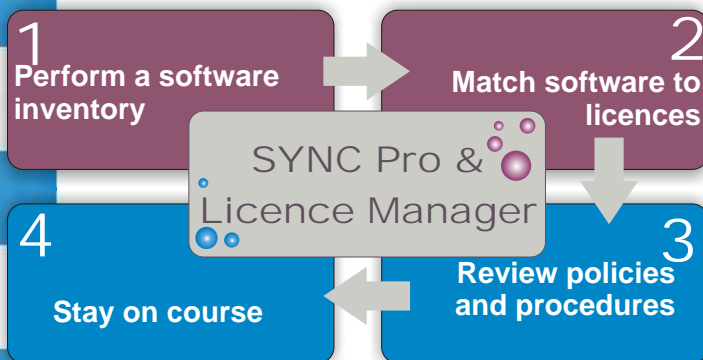 1
Perform a software
inventory
2
Match software to
licences
SYNC Pro &
Licence Manager
3
Review policies
and procedures
4
Stay on course